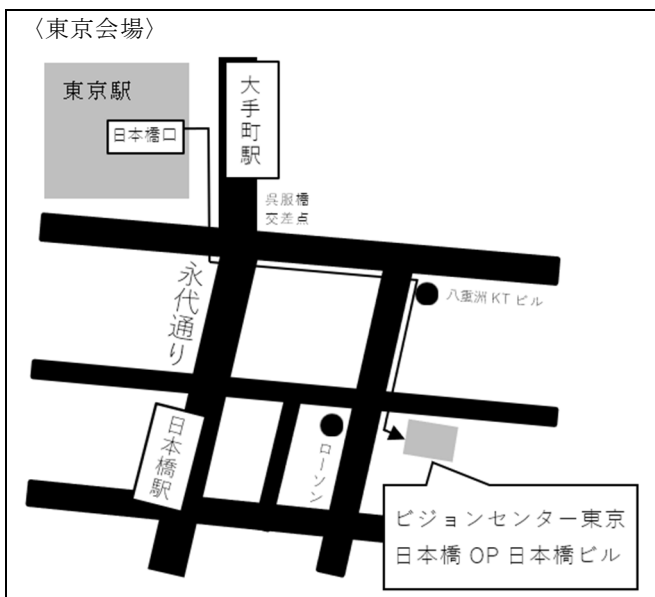 〈東京会場〉
東京駅
日本橋口
大手町駅
呉服橋
交差点
永代通り
八重洲 KT ビル
日本橋駅
ローソン
ビジョンセンター東京
日本橋 OP 日本橋ビル